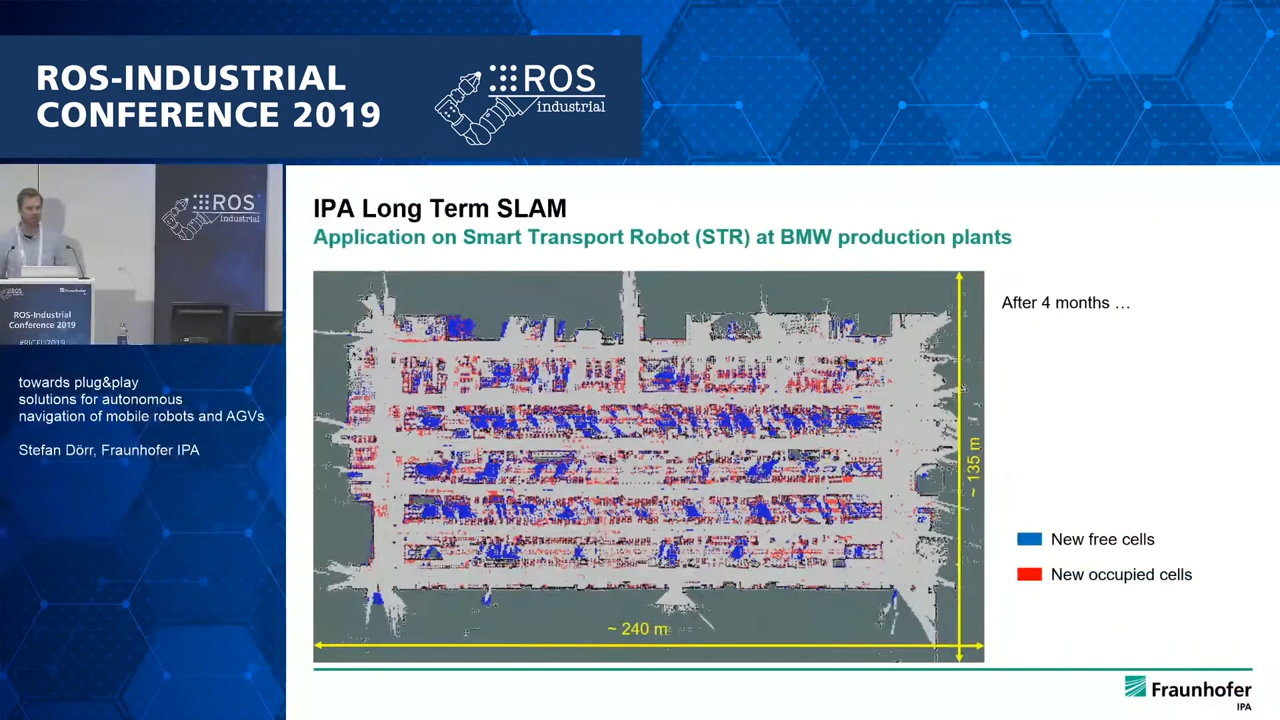 ROS-INDUSTRIAL
CONFERENCE 2019
ROS
industrial
ROS
industrial
ROS-Industrial
Conference 2019
towards plug&play
solutions for autonomous
navigation of mobile robots and AGVs
Stefan Dörr, Fraunhofer IPA
IPA Long Term SLAM
Application on Smart Transport Robot (STR) at BMW production plants
After 4 months …
~ 135 m
~ 240 m
New free cells
New occupied cells
Fraunhofer
IPA